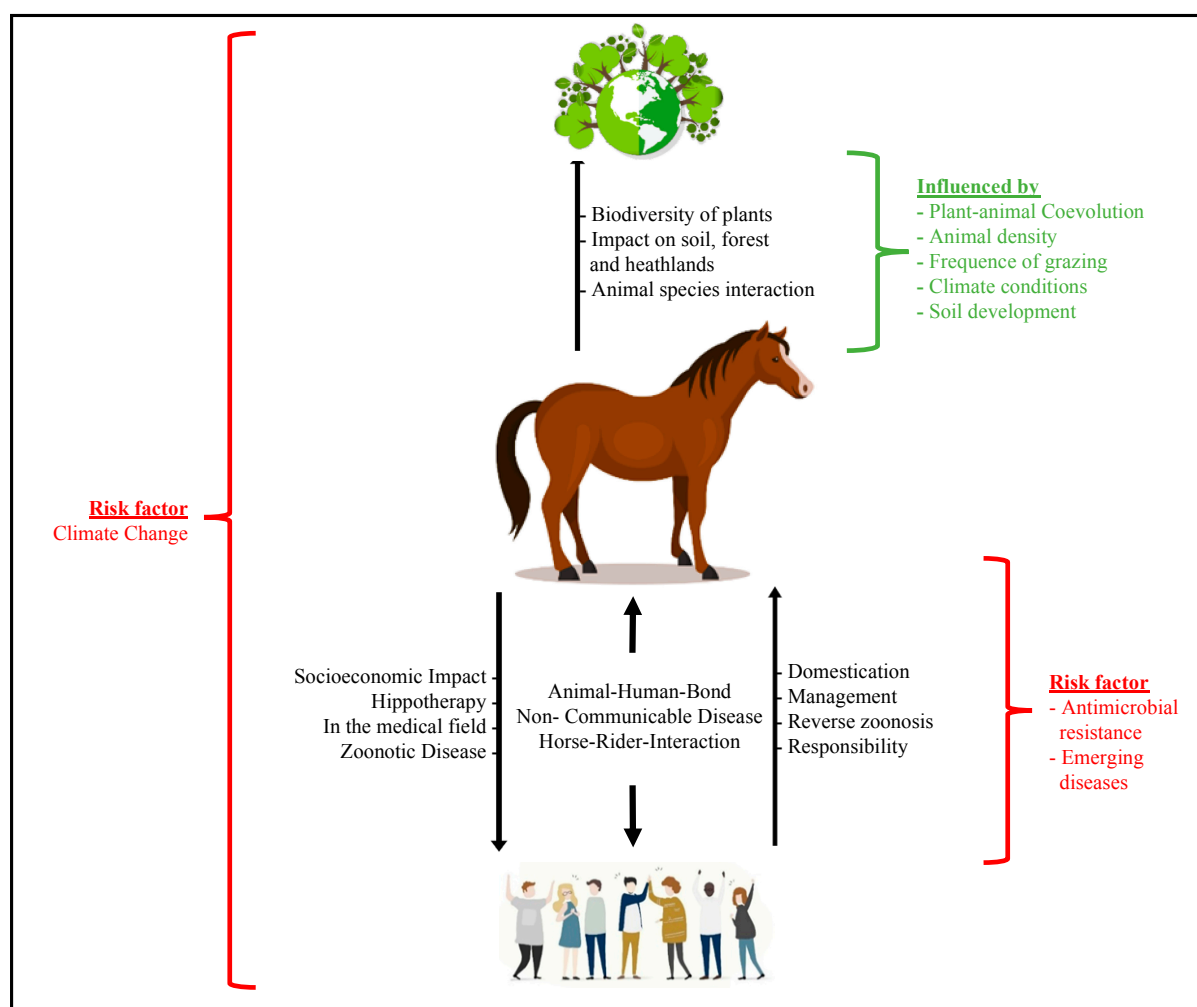 - Biodiversity of plants
- Impact on soil, forest
and heathlands
- Animal species interaction
Influenced by
- Plant-animal Coevolution
- Animal density
- Frequence of grazing
- Climate conditions
- Soil development
Risk factor
Climate Change
Socioeconomic Impact -
Hippotherapy -
In the medical field -
Zoonotic Disease -
Animal-Human-Bond
Non- Communicable Disease
Horse-Rider-Interaction
- Domestication
- Management
- Reverse zoonosis
- Responsibility
Risk factor
- Antimicrobial
resistance
- Emerging
diseases